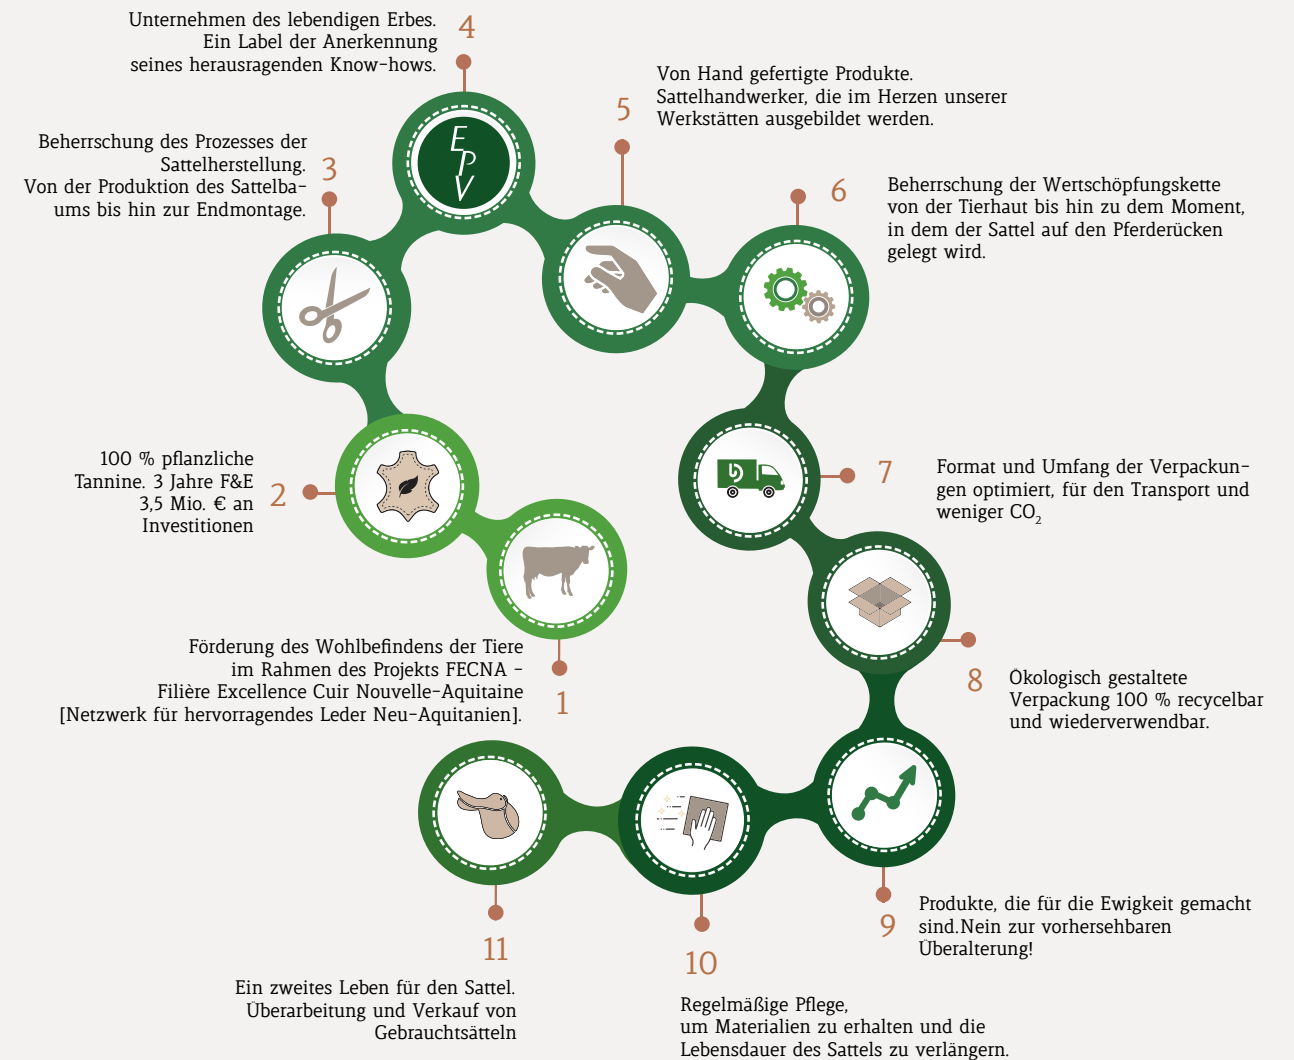 Unternehmen des lebendigen Erbes.
Ein Label der Anerkennung
seines herausragenden Know-hows.
4
E
P
V
Von Hand gefertigte Produkte.
Sattelhandwerker, die im Herzen unserer
Werkstätten ausgebildet werden.
5
Beherrschung des Prozesses der
Sattelherstellung.
Von der Produktion des Sattelba-
ums bis hin zur Endmontage.
3
6
Beherrschung der Wertschöpfungskette
von der Tierhaut bis hin zu dem Moment,
in dem der Sattel auf den Pferderücken
gelegt wird.
100 % pflanzliche
Tannine. 3 Jahre F&E
3,5 Mio. € an
Investitionen
2
7
Format und Umfang der Verpackun-
gen optimiert, für den Transport und
weniger CO₂
Förderung des Wohlbefindens der Tiere
im Rahmen des Projekts FECNA -
Filière Excellence Cuir Nouvelle-Aquitaine
[Netzwerk für hervorragendes Leder Neu-Aquitanien].
1
8
Ökologisch gestaltete
Verpackung 100 % recycelbar
und wiederverwendbar.
9
Produkte, die für die Ewigkeit gemacht
sind.Nein zur vorhersehbaren
Überalterung!
11
Ein zweites Leben für den Sattel.
Überarbeitung und Verkauf von
Gebrauchtsätteln
10
Regelmäßige Pflege,
um Materialien zu erhalten und die
Lebensdauer des Sattels zu verlängern.